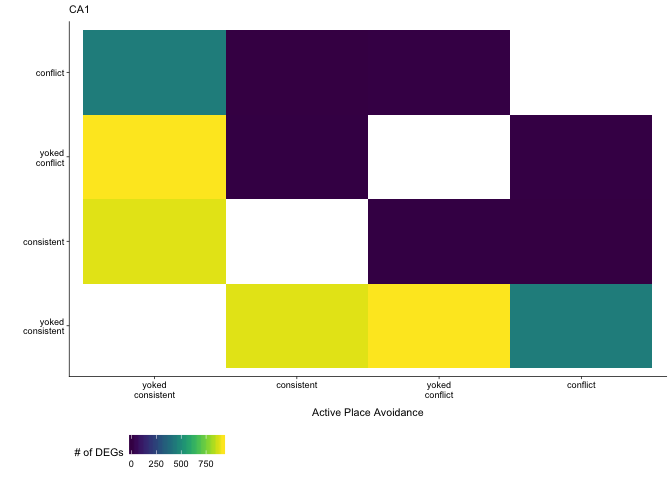 CA1
conflict
yoked
conflict
consistent
yoked
consistent
yoked
consistent
consistent
yoked
conflict
conflict
Active Place Avoidance
# of DEGs
0 250 500 750